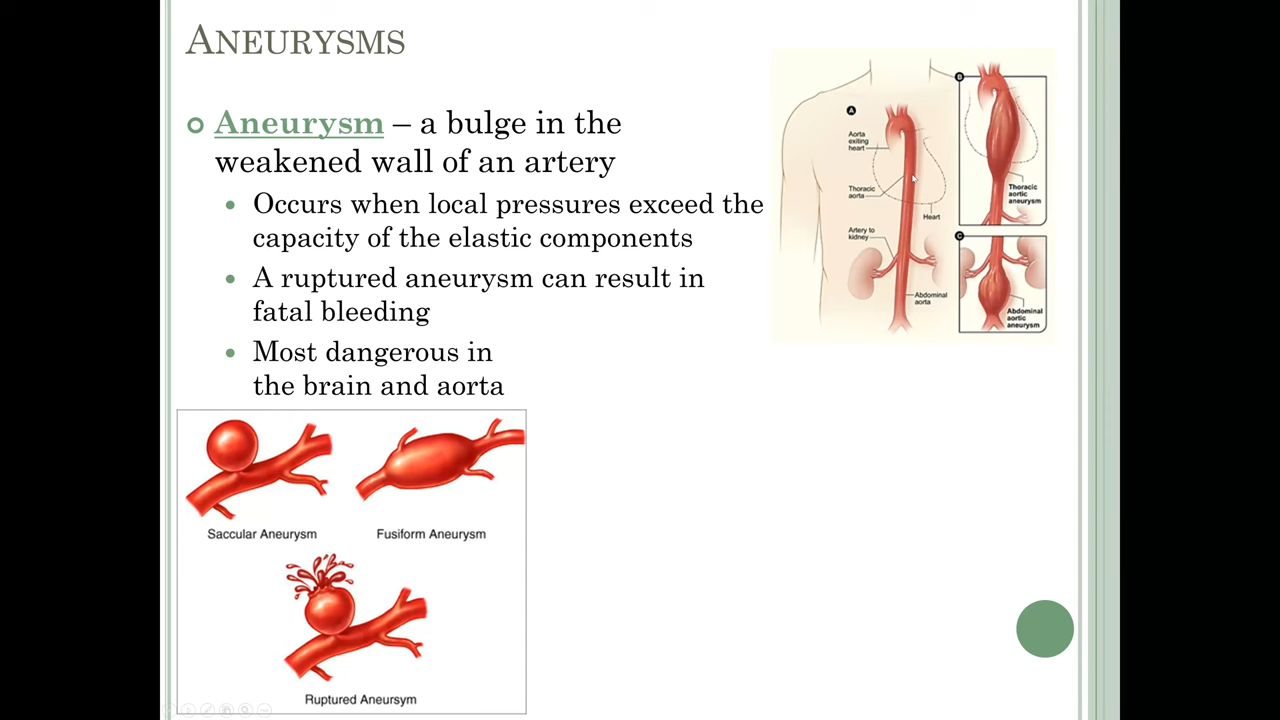 ANEURYSMS
Aneurysm – a bulge in the
weakened wall of an artery
Occurs when local pressures exceed the
capacity of the elastic components
A ruptured aneurysm can result in
fatal bleeding
Most dangerous in
the brain and aorta
A
Aorta
exiting
heart
Thoracic
aorta
Heart
Artery to
kidney
Abdominal
aorta
B
Thoracic
aortic
aneurysm
C
Abdominal
aortic
aneurysm
Saccular Aneurysm
Fusiform Aneurysm
Ruptured Aneursym